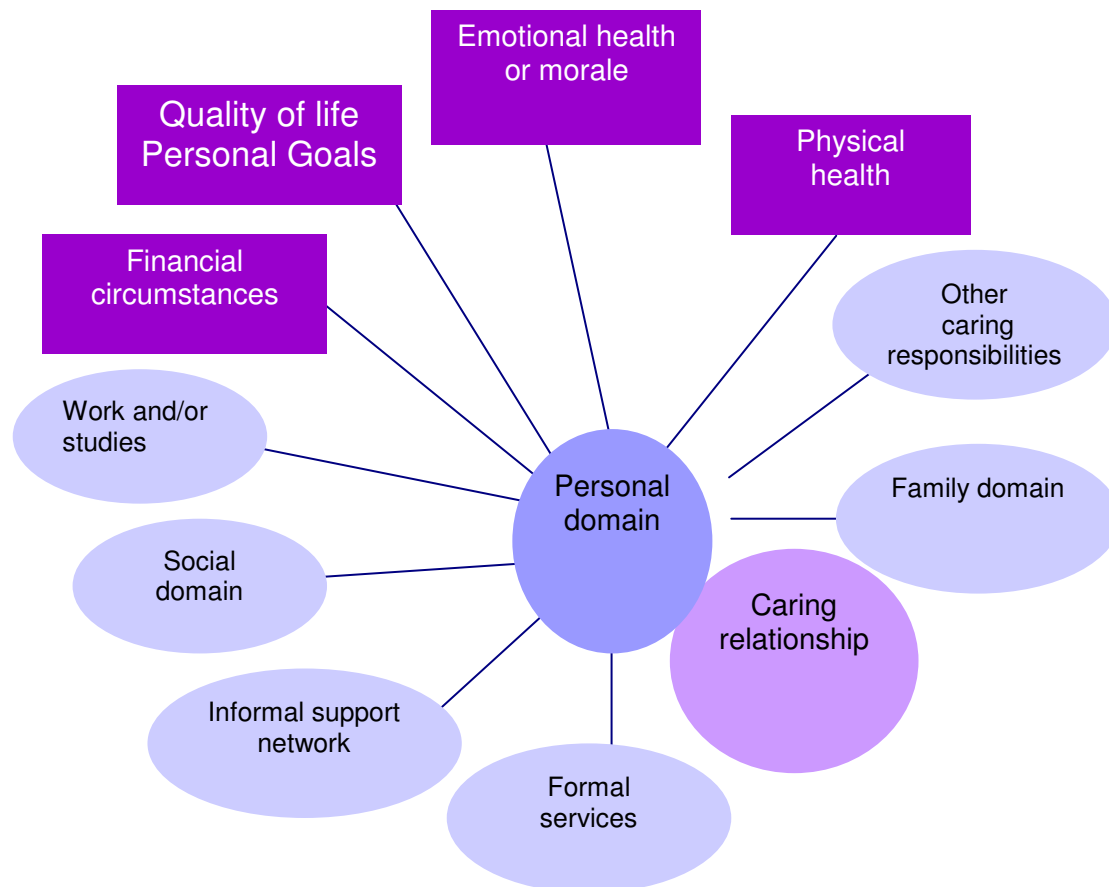 Emotional health
or morale
Quality of life
Personal Goals
Physical
health
Financial
circumstances
Other
caring
responsibilities
Work and/or
studies
Personal
domain
Family domain
Social
domain
Caring
relationship
Informal support
network
Formal
services